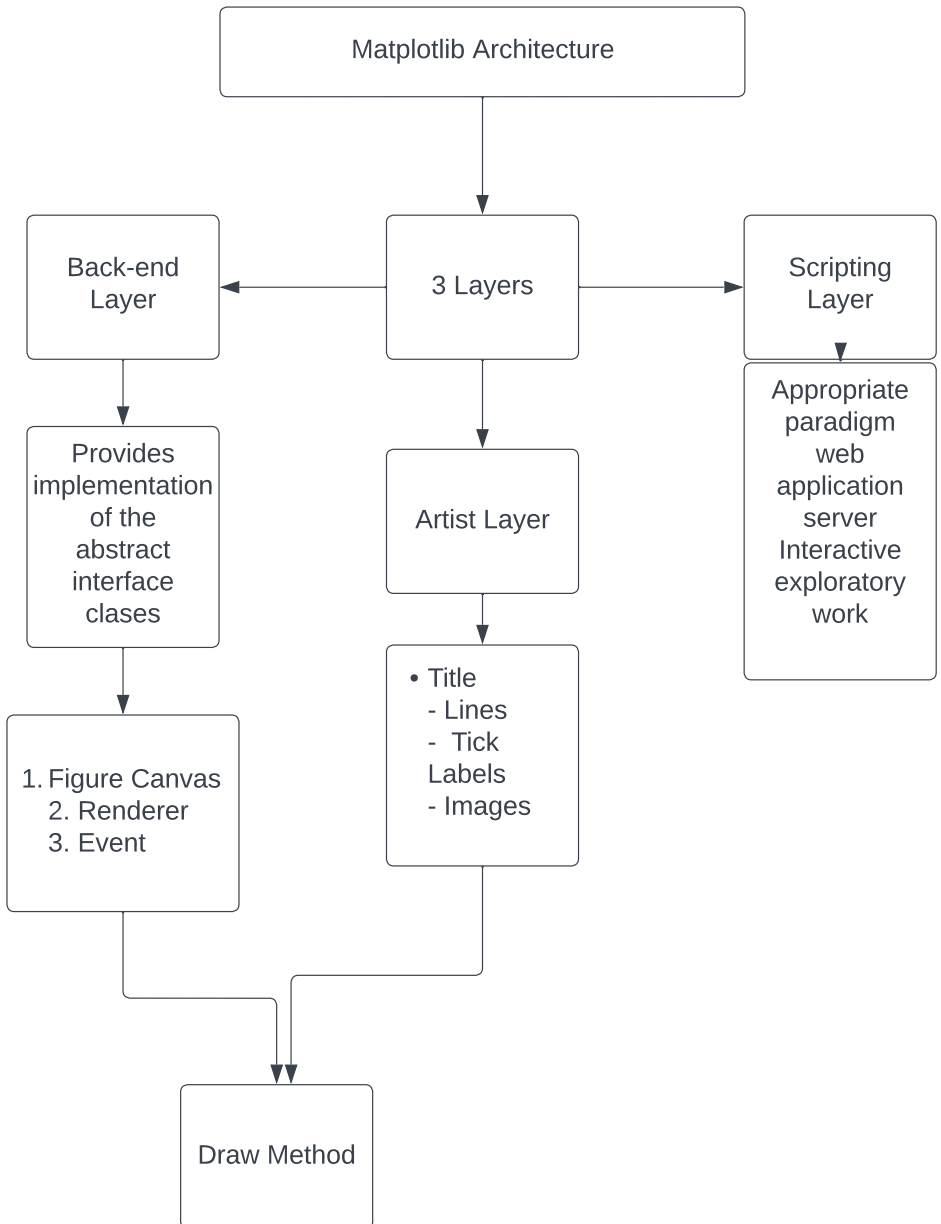 Matplotlib Architecture
Back-end
Layer
3 Layers
Scripting
Layer
Provides
implementation
of the
abstract
interface
clases
Artist Layer
Appropriate
paradigm
web
application
server
Interactive
exploratory
work
1. Figure Canvas
2. Renderer
3. Event
• Title
- Lines
-  Tick
Labels
- Images
Draw Method